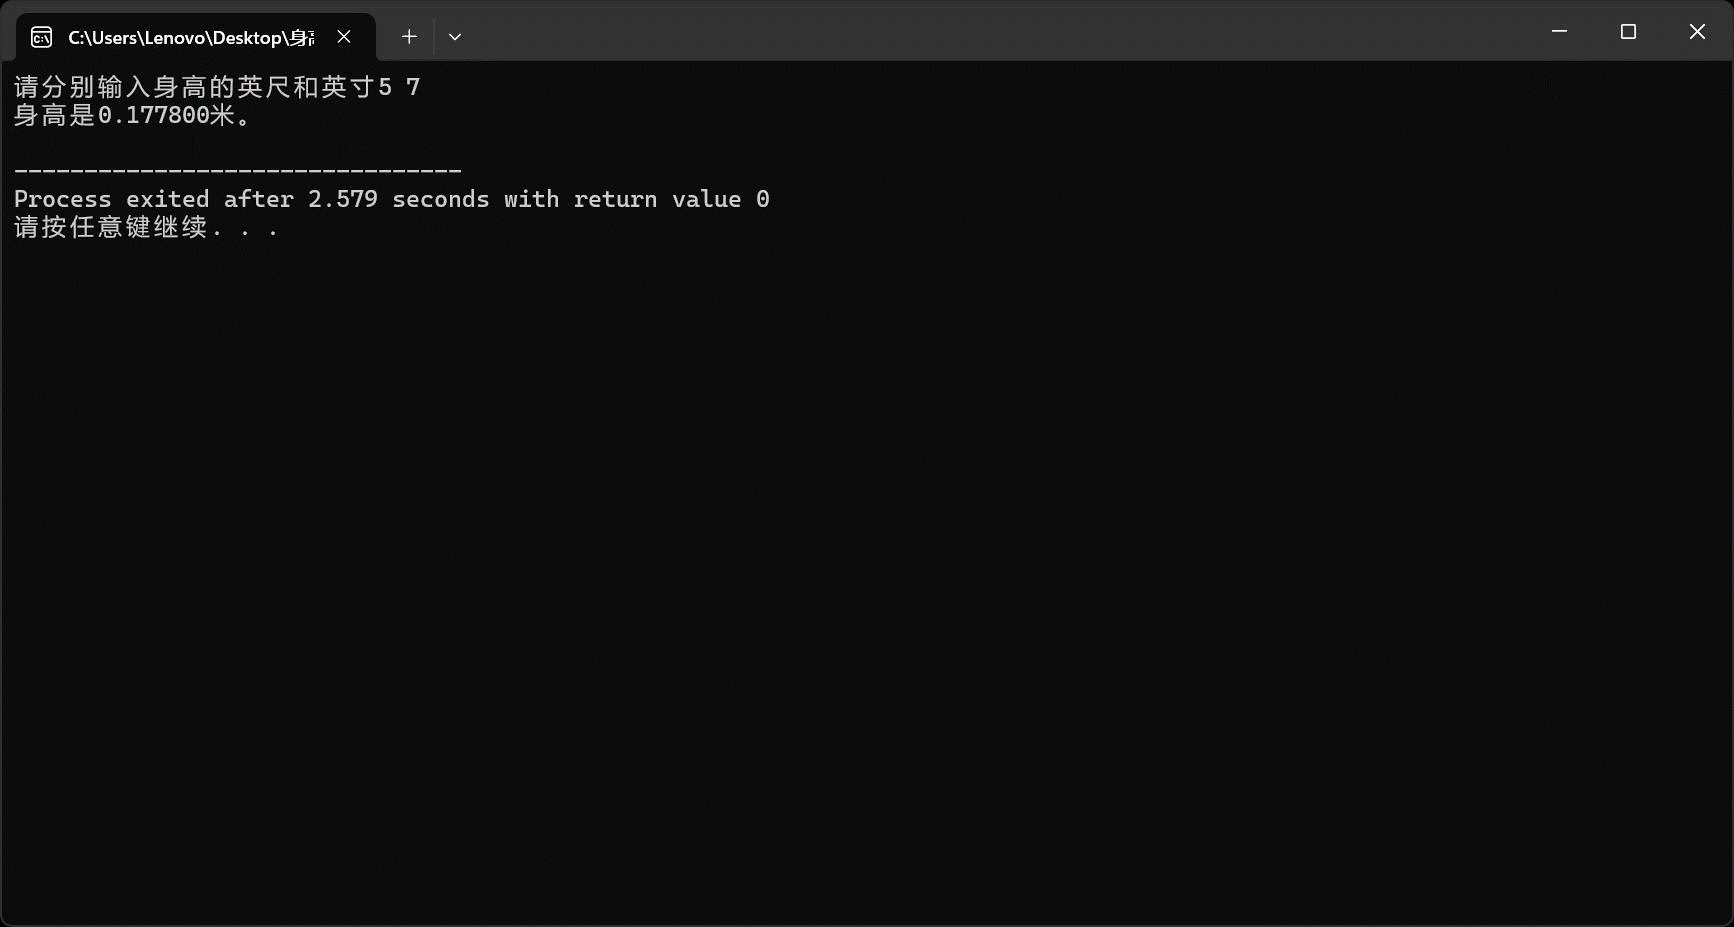 C:\Users\Lenovo\Desktop\身高
请分别输入身高的英尺和英寸5 7
身高是0.177800米。
--------------------------------
Process exited after 2.579 seconds with return value 0
请按任意键继续. . .